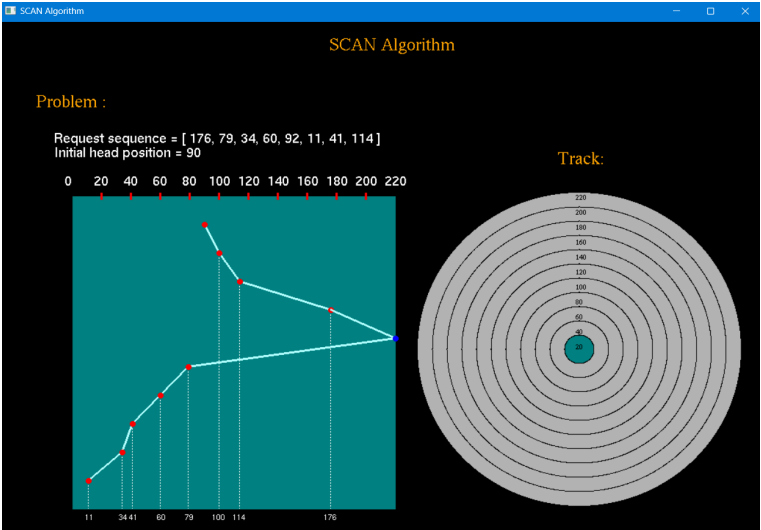 SCAN Algorithm
SCAN Algorithm
Problem :
Request sequence = [ 176, 79, 34, 60, 92, 11, 41, 114 ]
Initial head position = 90
Track:
0 20 40 60 80 100 120 140 160 180 200 220
220
200
180
160
140
120
100
80
60
40
20
11 34 41 60 79 100 114 176